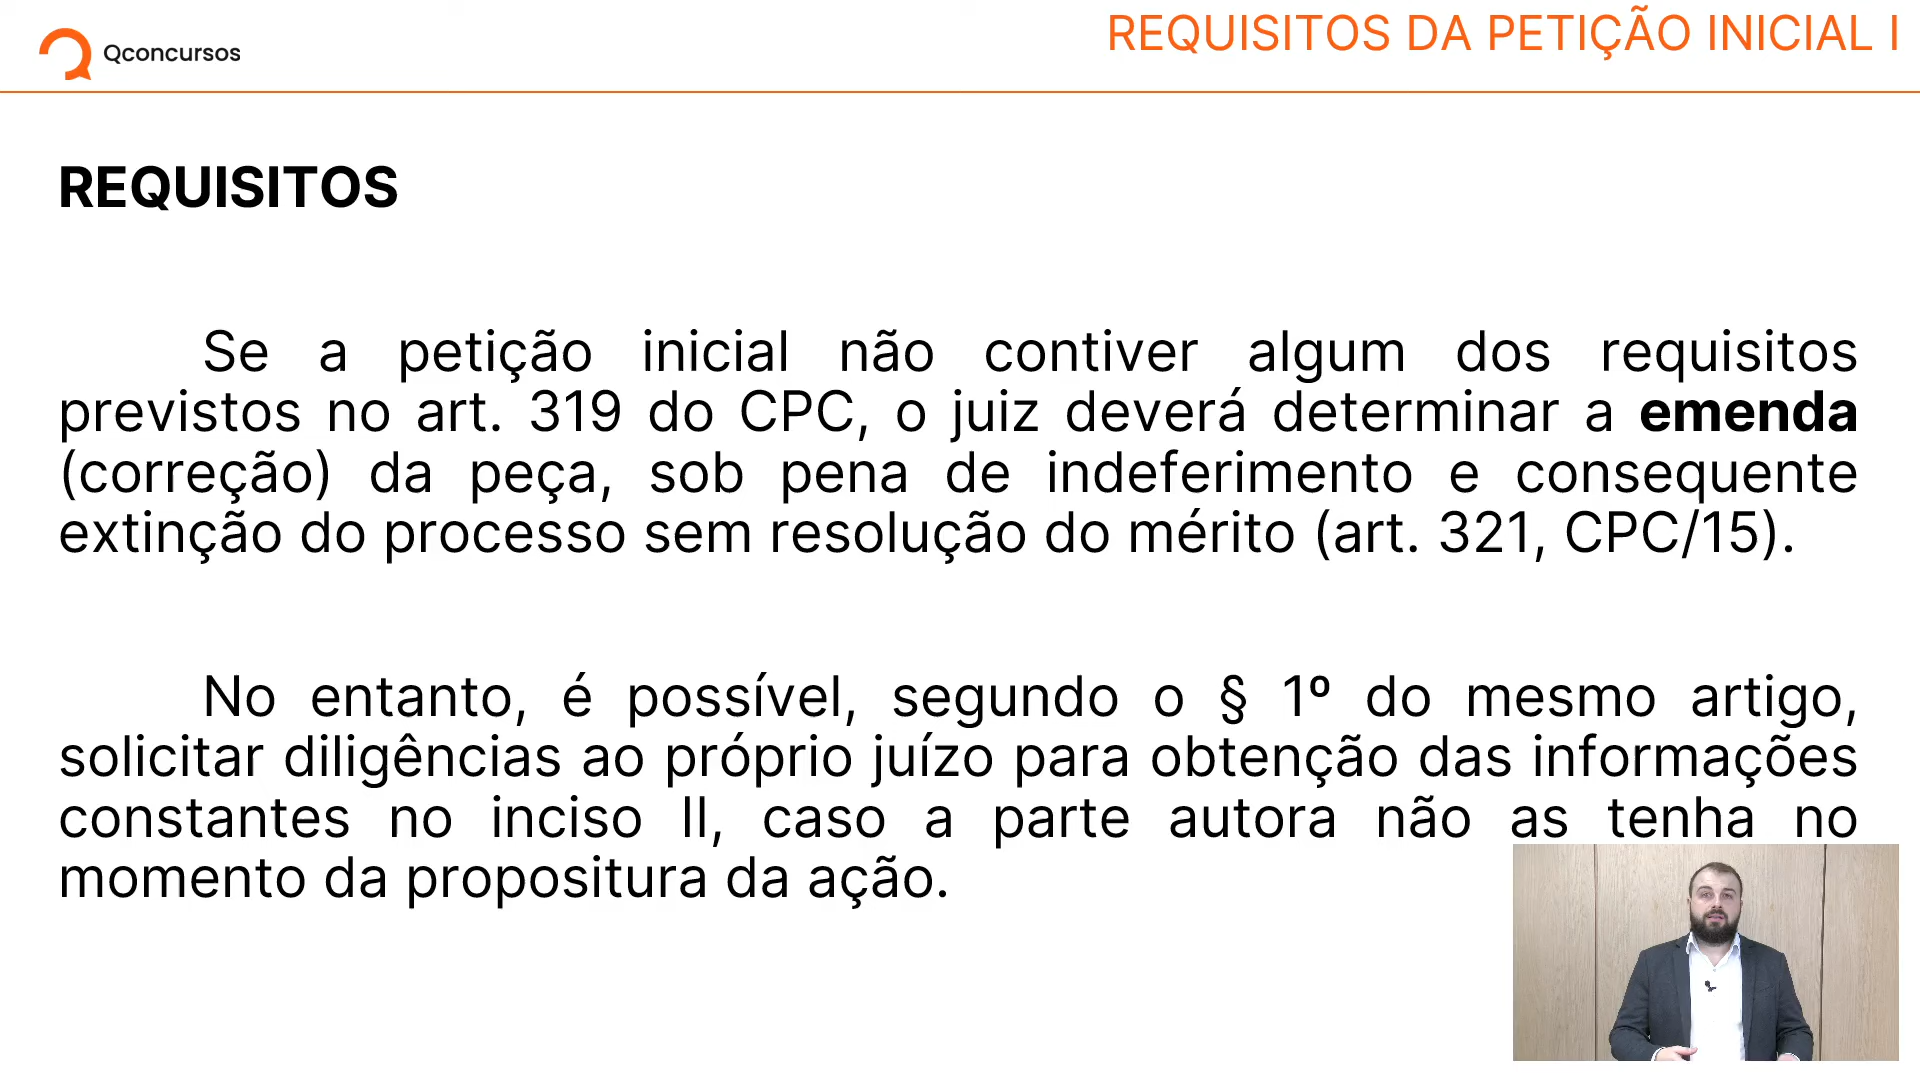 Qconcursos
REQUISITOS DA PETIÇÃO INICIAL I
REQUISITOS
Se a petição inicial não contiver algum dos requisitos
previstos no art. 319 do CPC, o juiz deverá determinar a emenda
(correção) da peça, sob pena de indeferimento e consequente
extinção do processo sem resolução do mérito (art. 321, CPC/15).
No entanto, é possível, segundo o § 1º do mesmo artigo,
solicitar diligências ao próprio juízo para obtenção das informações
constantes no inciso II, caso a parte autora não as tenha no
momento da propositura da ação.